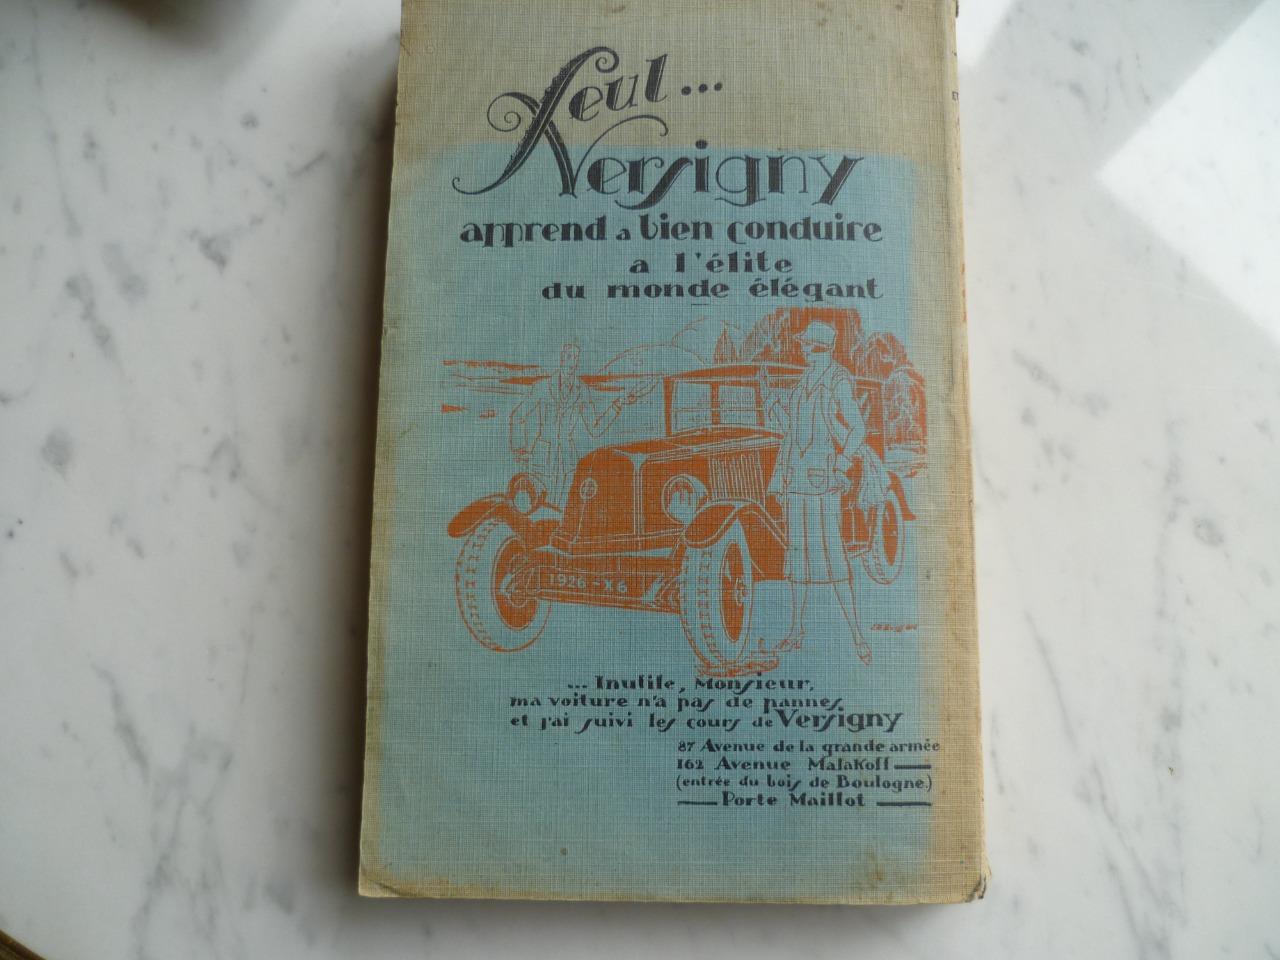 Seul...
Versigny
apprend a bien conduire
a l'élite
du monde élégant
1926-X6
... Inutile, Monsieur,
ma voiture n'a pas de pannes
et j'ai suivi les cours de Versigny
87 Avenue de la grande armée
162 Avenue Malakoff
(entrée du bois de Boulogne.)
Porte Maillot